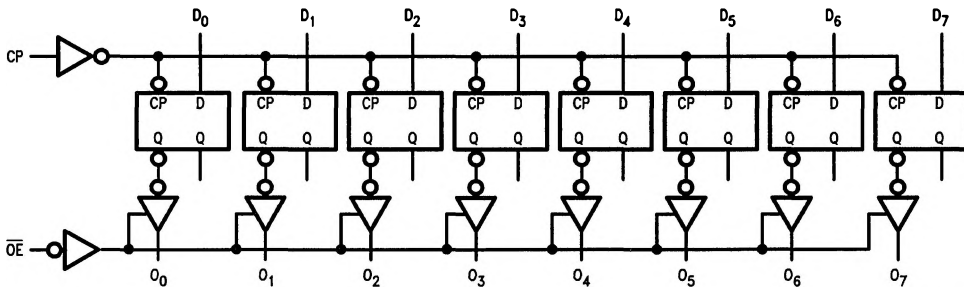 D0 D1 D2 D3 D4 D5 D6 D7
CP
CP D CP D CP D CP D CP D CP D CP D CP D
Q Q Q Q Q Q Q Q Q Q Q Q Q Q Q Q
O̅E̅
O0 O1 O2 O3 O4 O5 O6 O7